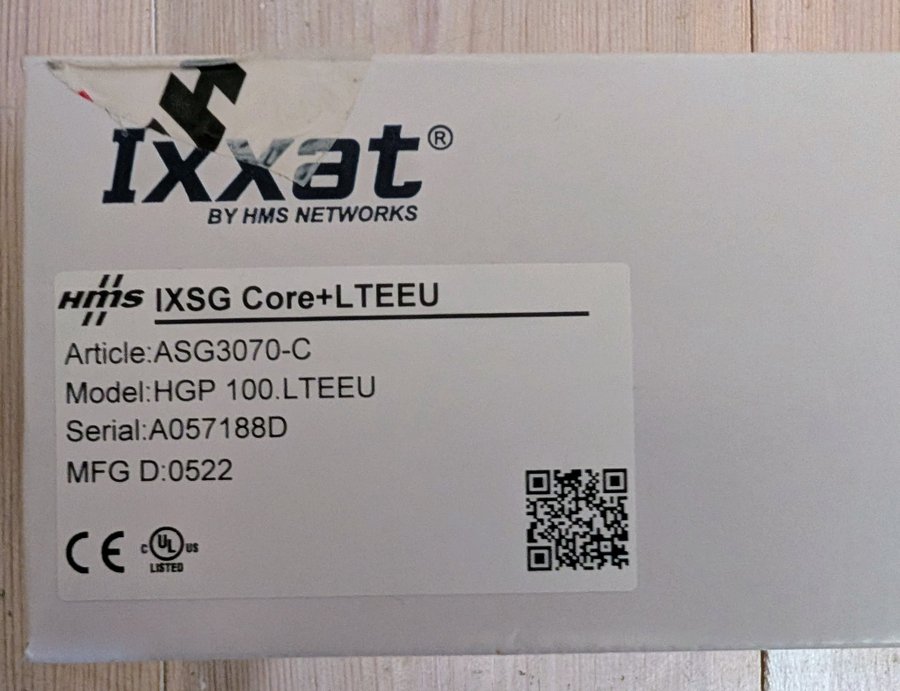 Ixxat®
BY HMS NETWORKS
HMS IXSG Core+LTEEU
Article:ASG3070-C
Model:HGP 100.LTEEU
Serial:A057188D
MFG D:0522
CE C UL US
LISTED